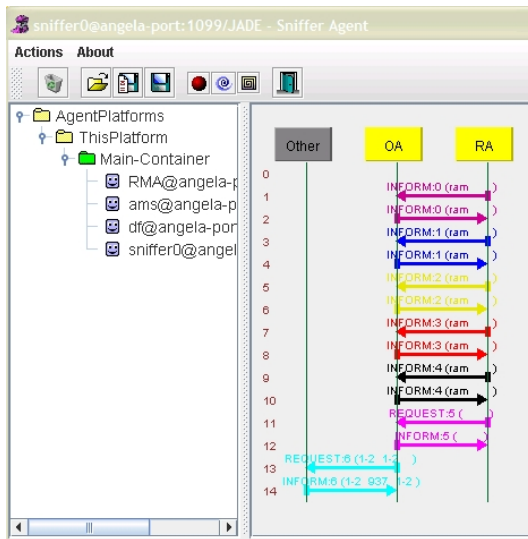 sniffer0@angela-port:1099/JADE - Sniffer Agent
Actions About
AgentPlatforms
ThisPlatform
Main-Container
RMA@angela-p
ams@angela-p
df@angela-por
sniffer0@angel
Other OA RA
0
INFORM:0 (ram )
1
INFORM:0 (ram )
2
INFORM:1 (ram )
3
INFORM:1 (ram )
4
INFORM:2 (ram )
5
INFORM:2 (ram )
6
INFORM:3 (ram )
7
INFORM:3 (ram )
8
INFORM:4 (ram )
9
INFORM:4 (ram )
10
REQUEST:5 ( )
11
INFORM:5 ( )
12
REQUEST:6 (1-2 1-2 )
13
INFORM:6 (1-2 937 1-2 )
14